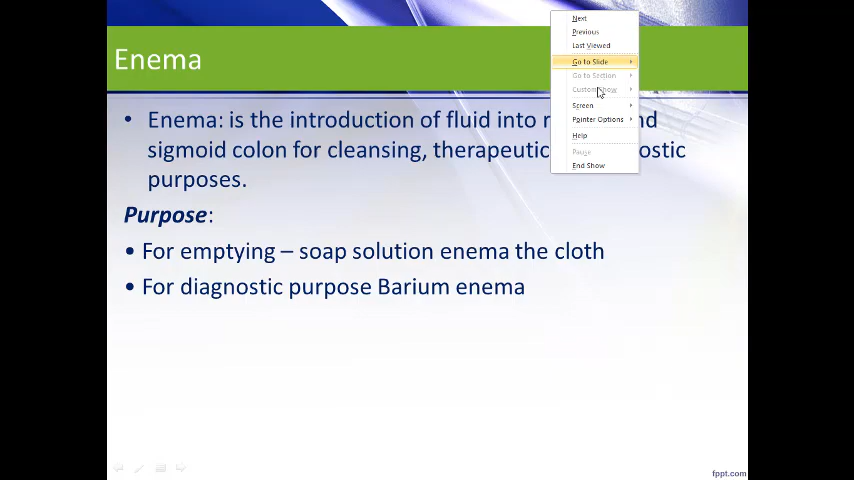 Enema
• Enema: is the introduction of fluid into r nd
sigmoid colon for cleansing, therapeutic ostic
purposes.
Purpose:
• For emptying – soap solution enema the cloth
• For diagnostic purpose Barium enema
Next
Previous
Last Viewed
Go to Slide
Go to Section
Custom Show
Screen
Pointer Options
Help
Pause
End Show
fppt.com